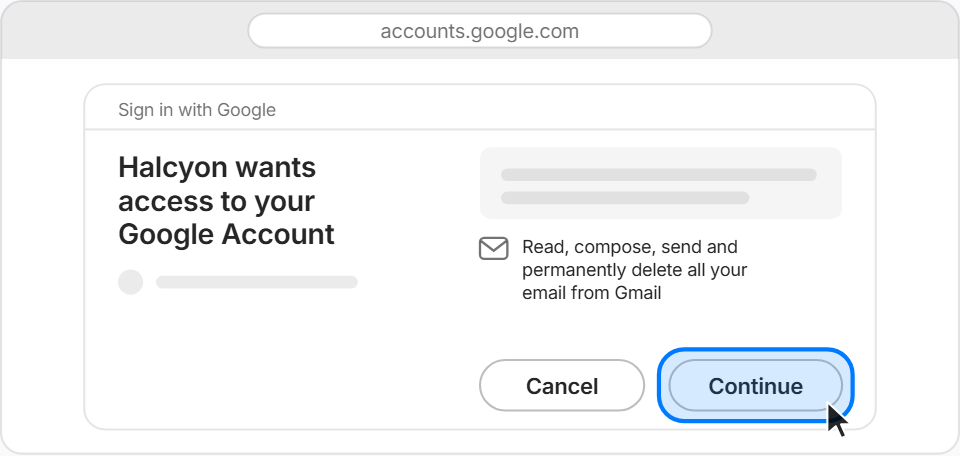 accounts.google.com
Sign in with Google
Halcyon wants
access to your
Google Account
Read, compose, send and
permanently delete all your
email from Gmail
Cancel
Continue